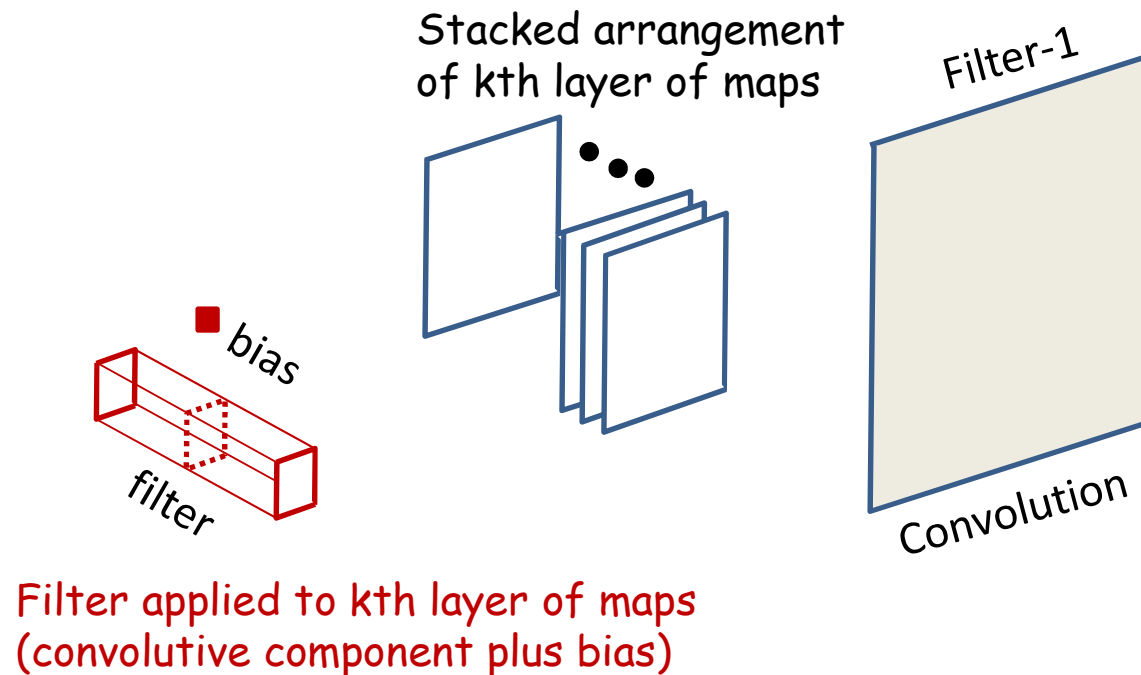 Stacked arrangement
of kth layer of maps
Filter-1
bias
filter
Convolution
Filter applied to kth layer of maps
(convolutive component plus bias)